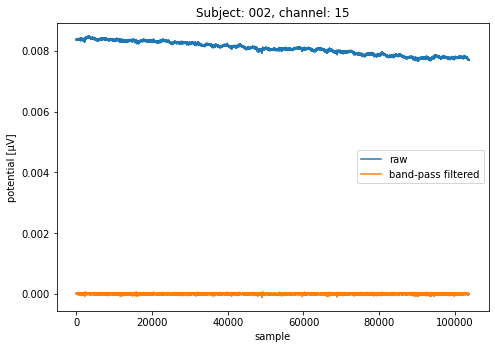 Subject: 002, channel: 15
0.008
0.006
0.004
0.002
0.000
potential [µV]
raw
band-pass filtered
0
20000
40000
60000
80000
100000
sample